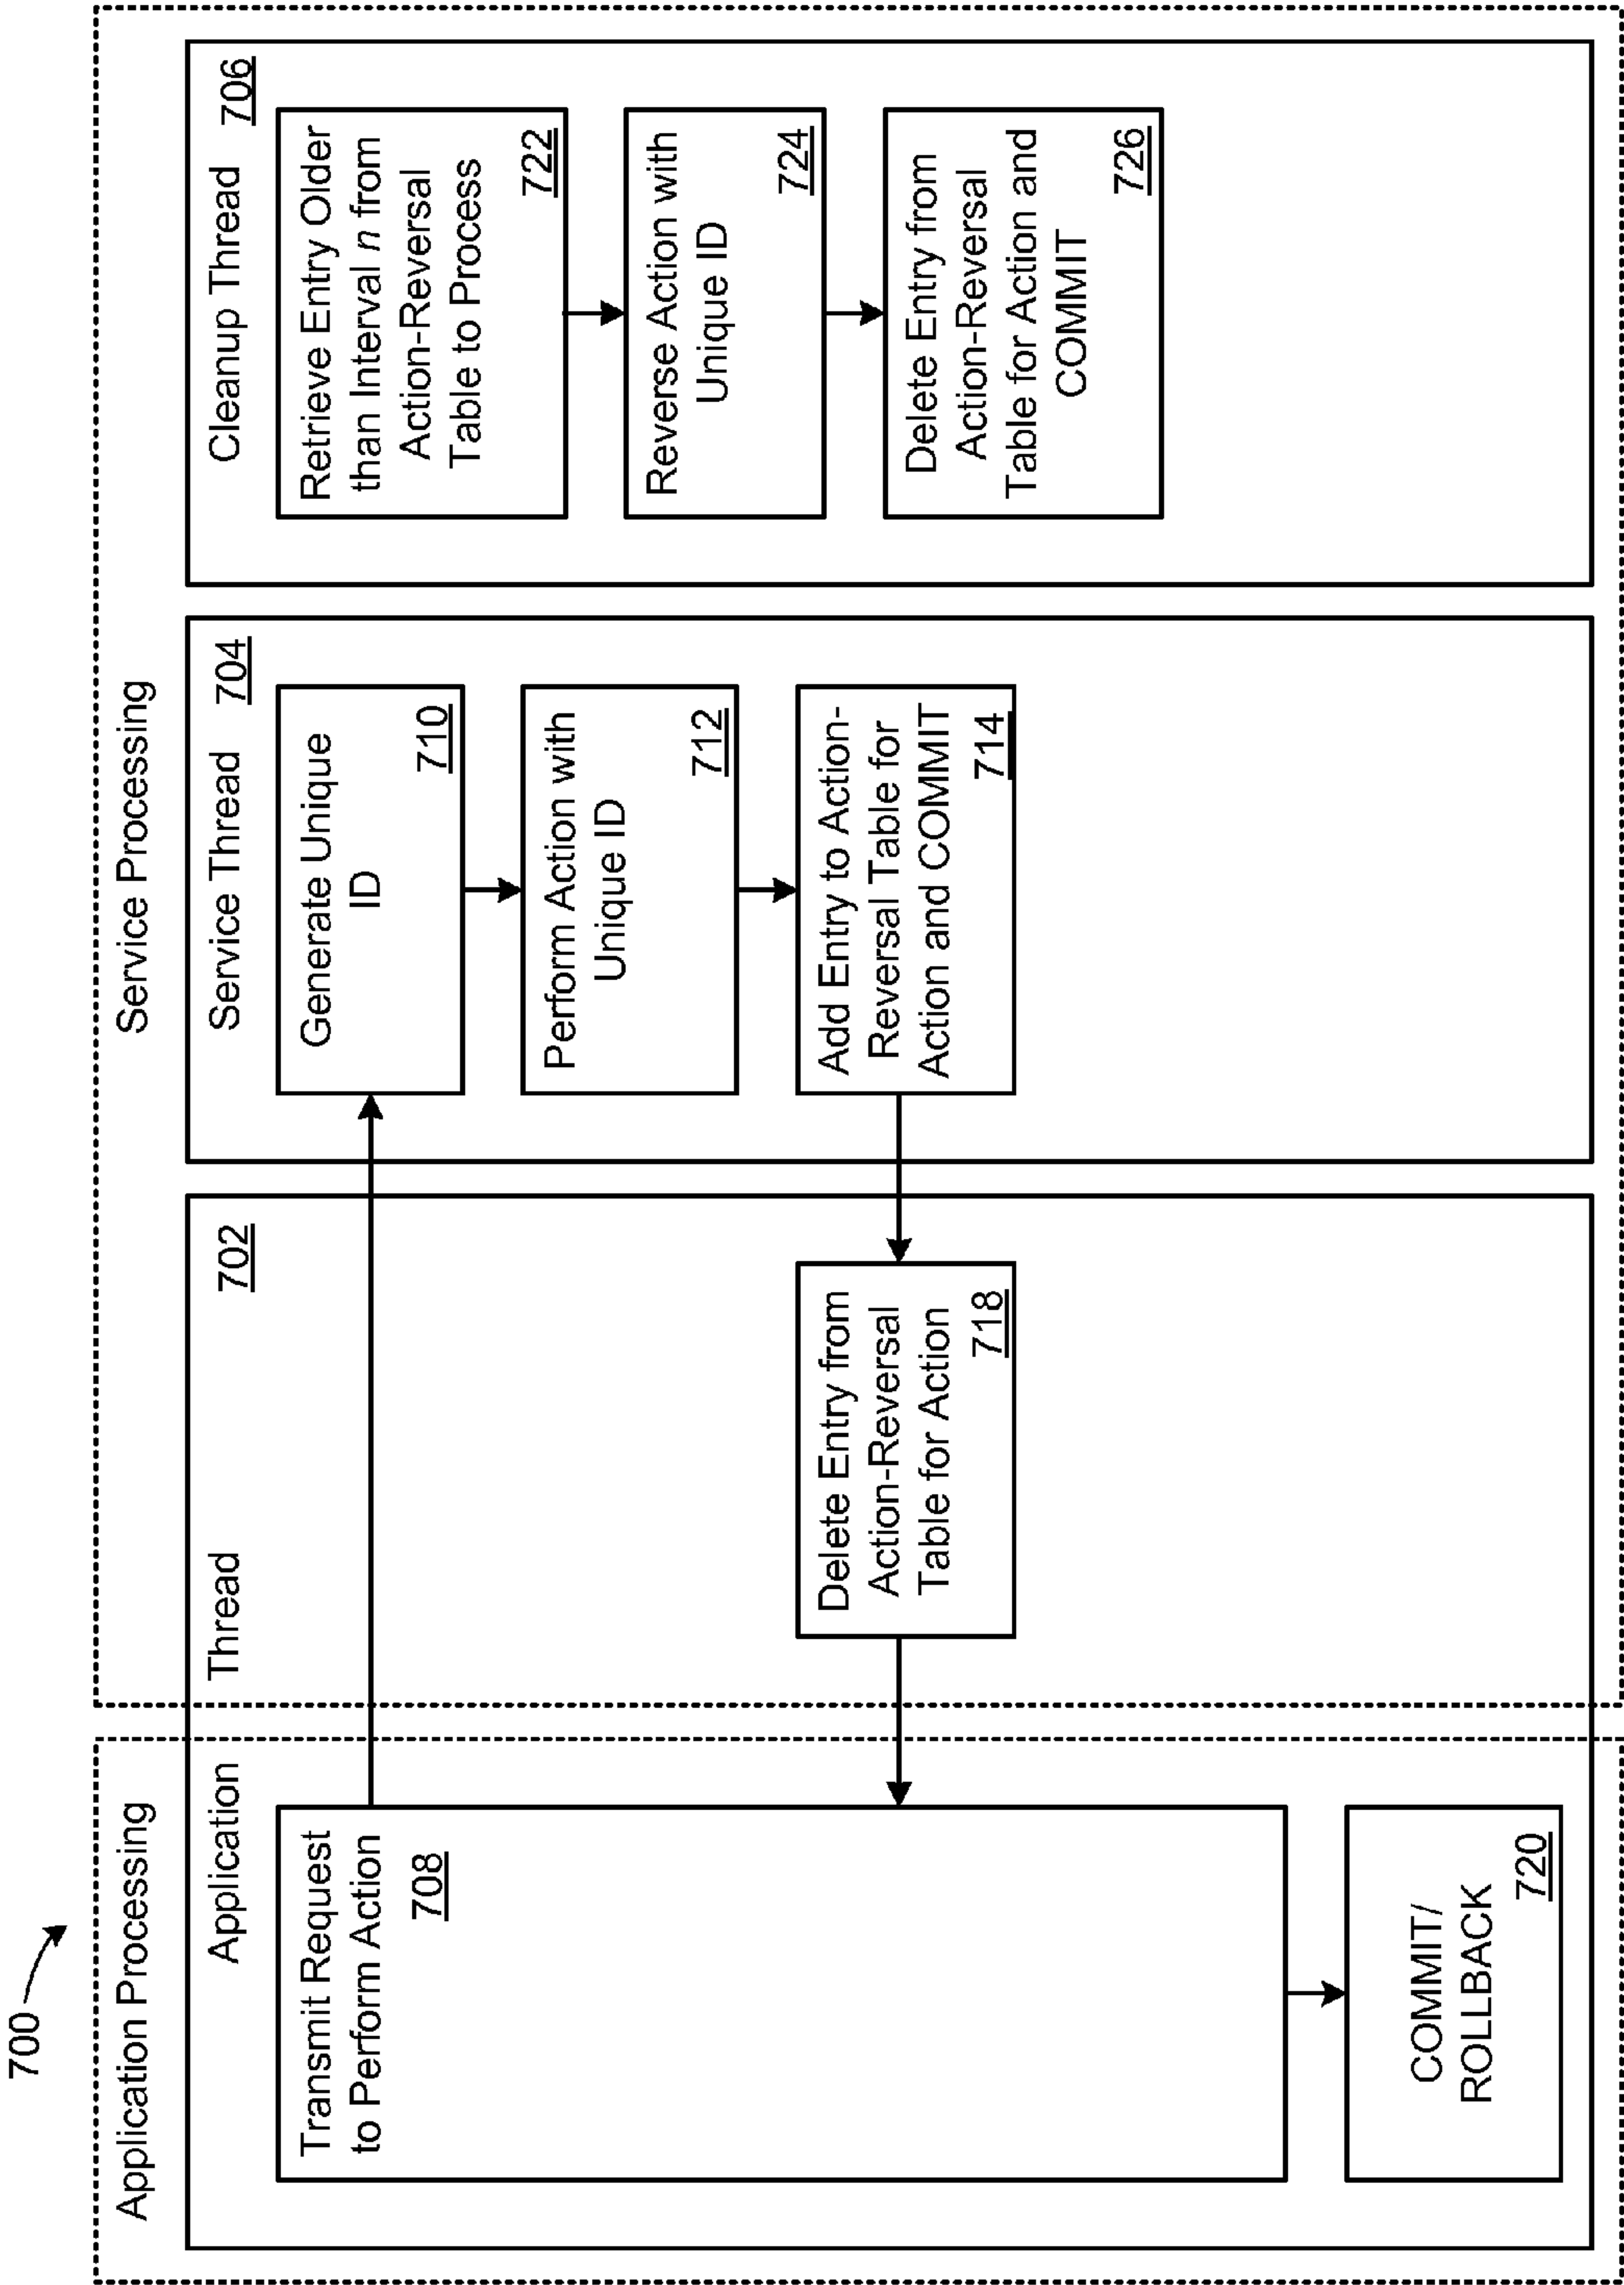 700
Application Processing
Service Processing
Application
Thread
702
Service Thread
704
Cleanup Thread
706
Transmit Request
to Perform Action
708
Generate Unique
ID
710
Perform Action with
Unique ID
712
Add Entry to Action-
Reversal Table for
Action and COMMIT
714
Delete Entry from
Action-Reversal
Table for Action
718
COMMIT/
ROLLBACK
720
Retrieve Entry Older
than Interval n from
Action-Reversal
Table to Process
722
Reverse Action with
Unique ID
724
Delete Entry from
Action-Reversal
Table for Action and
COMMIT
726